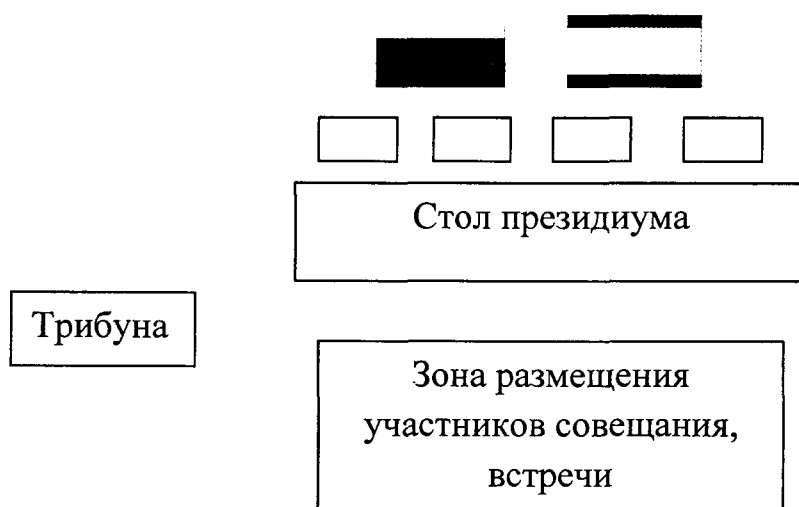 Стол президиума
Трибуна
Зона размещения
участников совещания,
встречи